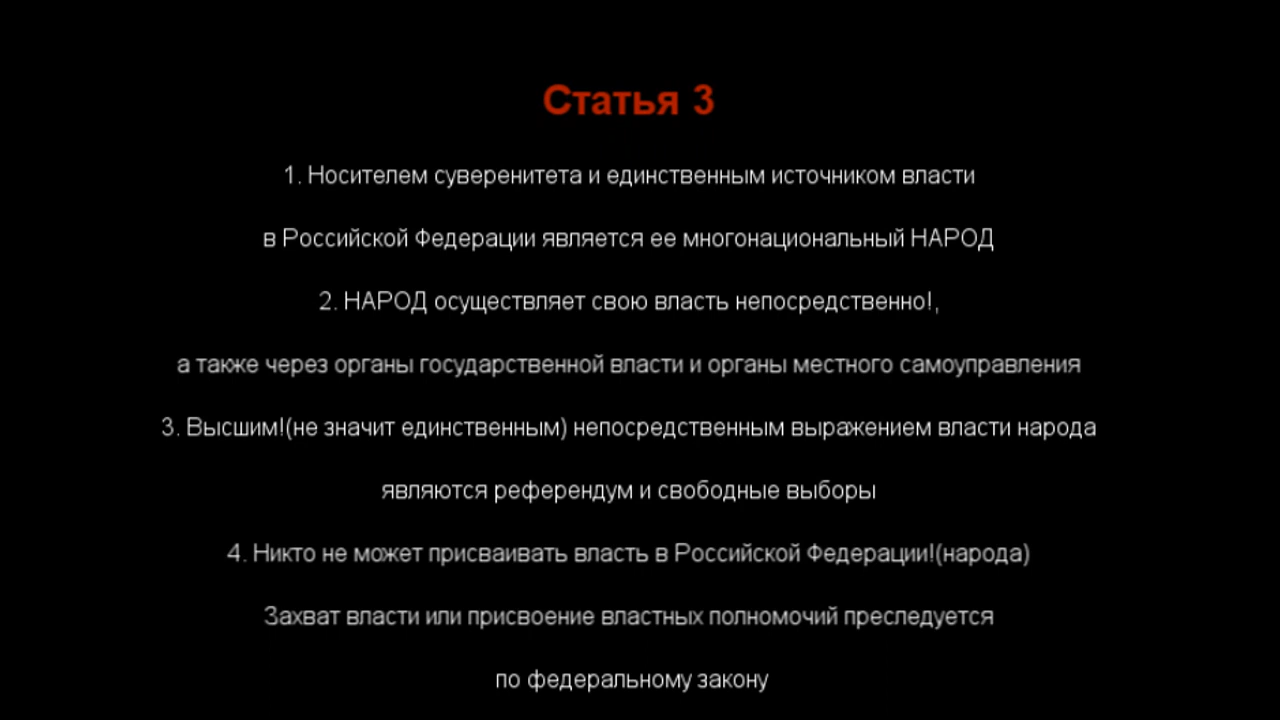 Статья 3
1. Носителем суверенитета и единственным источником власти
в Российской Федерации является ее многонациональный НАРОД
2. НАРОД осуществляет свою власть непосредственно!,
а также через органы государственной власти и органы местного самоуправления
3. Высшим!(не значит единственным) непосредственным выражением власти народа
являются референдум и свободные выборы
4. Никто не может присваивать власть в Российской Федерации!(народа)
Захват власти или присвоение властных полномочий преследуется
по федеральному закону